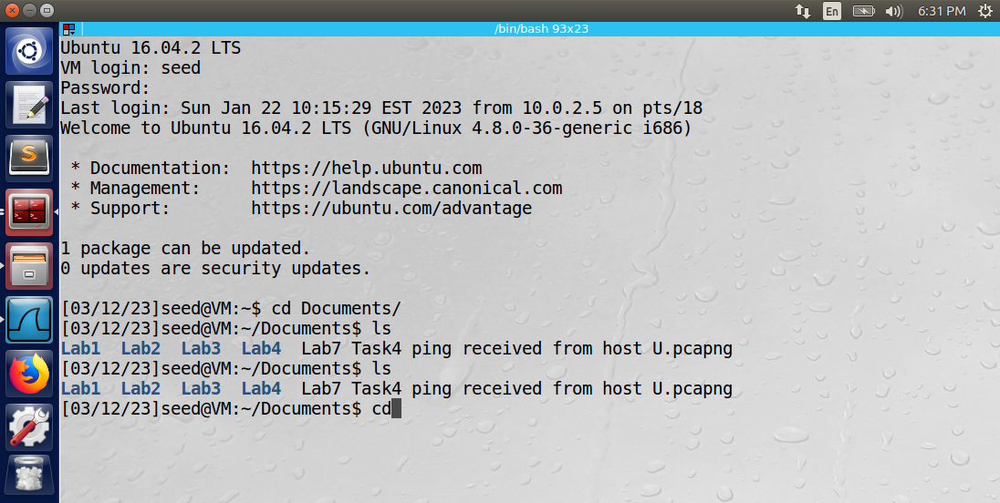 En
6:31 PM
/bin/bash 93x23
Ubuntu 16.04.2 LTS
VM login: seed
Password:
Last login: Sun Jan 22 10:15:29 EST 2023 from 10.0.2.5 on pts/18
Welcome to Ubuntu 16.04.2 LTS (GNU/Linux 4.8.0-36-generic i686)
* Documentation:  https://help.ubuntu.com
* Management:     https://landscape.canonical.com
* Support:        https://ubuntu.com/advantage
1 package can be updated.
0 updates are security updates.
[03/12/23]seed@VM:~$ cd Documents/
[03/12/23]seed@VM:~/Documents$ ls
Lab1  Lab2  Lab3  Lab4  Lab7 Task4 ping received from host U.pcapng
[03/12/23]seed@VM:~/Documents$ ls
Lab1  Lab2  Lab3  Lab4  Lab7 Task4 ping received from host U.pcapng
[03/12/23]seed@VM:~/Documents$ cd